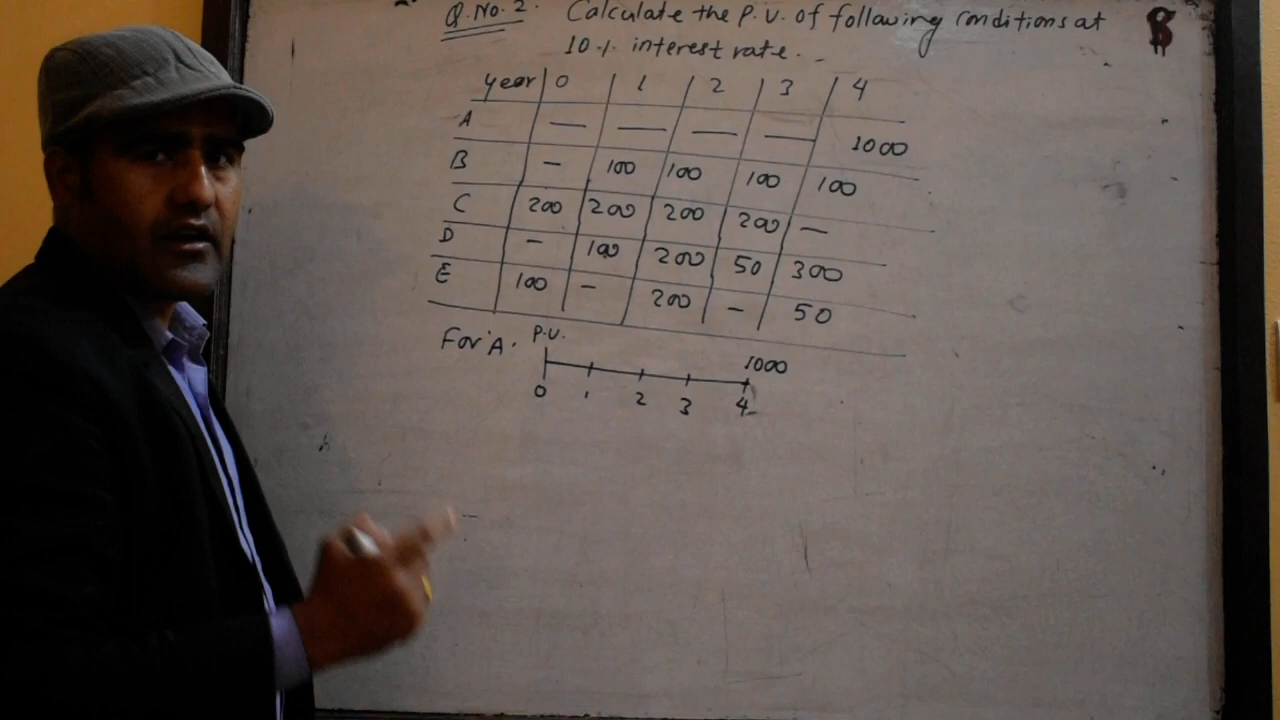 Q.No.2. Calculate the P.V. of following conditions at
10% interest rate.
year 0 1 2 3 4
A — — — — 1000
B — 100 100 100 100
C 200 200 200 200 —
D — 100 200 50 300
E 100 — 200 — 50
For A. P.V. 1000
0 1 2 3 4